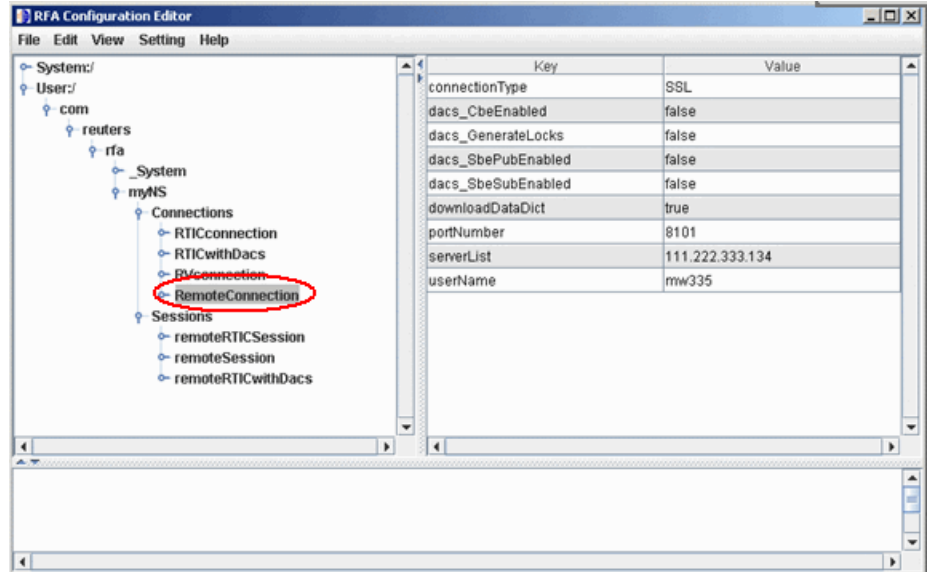 RFA Configuration Editor
File Edit View Setting Help
System:/
User:/
com
reuters
rfa
_System
myNS
Connections
RTICconnection
RTICwithDacs
RVconnection
RemoteConnection
Sessions
remoteRTICSession
remoteSession
remoteRTICwithDacs
Key Value
connectionType SSL
dacs_CbeEnabled false
dacs_GenerateLocks false
dacs_SbePubEnabled false
dacs_SbeSubEnabled false
downloadDataDict true
portNumber 8101
serverList 111.222.333.134
userName mw335